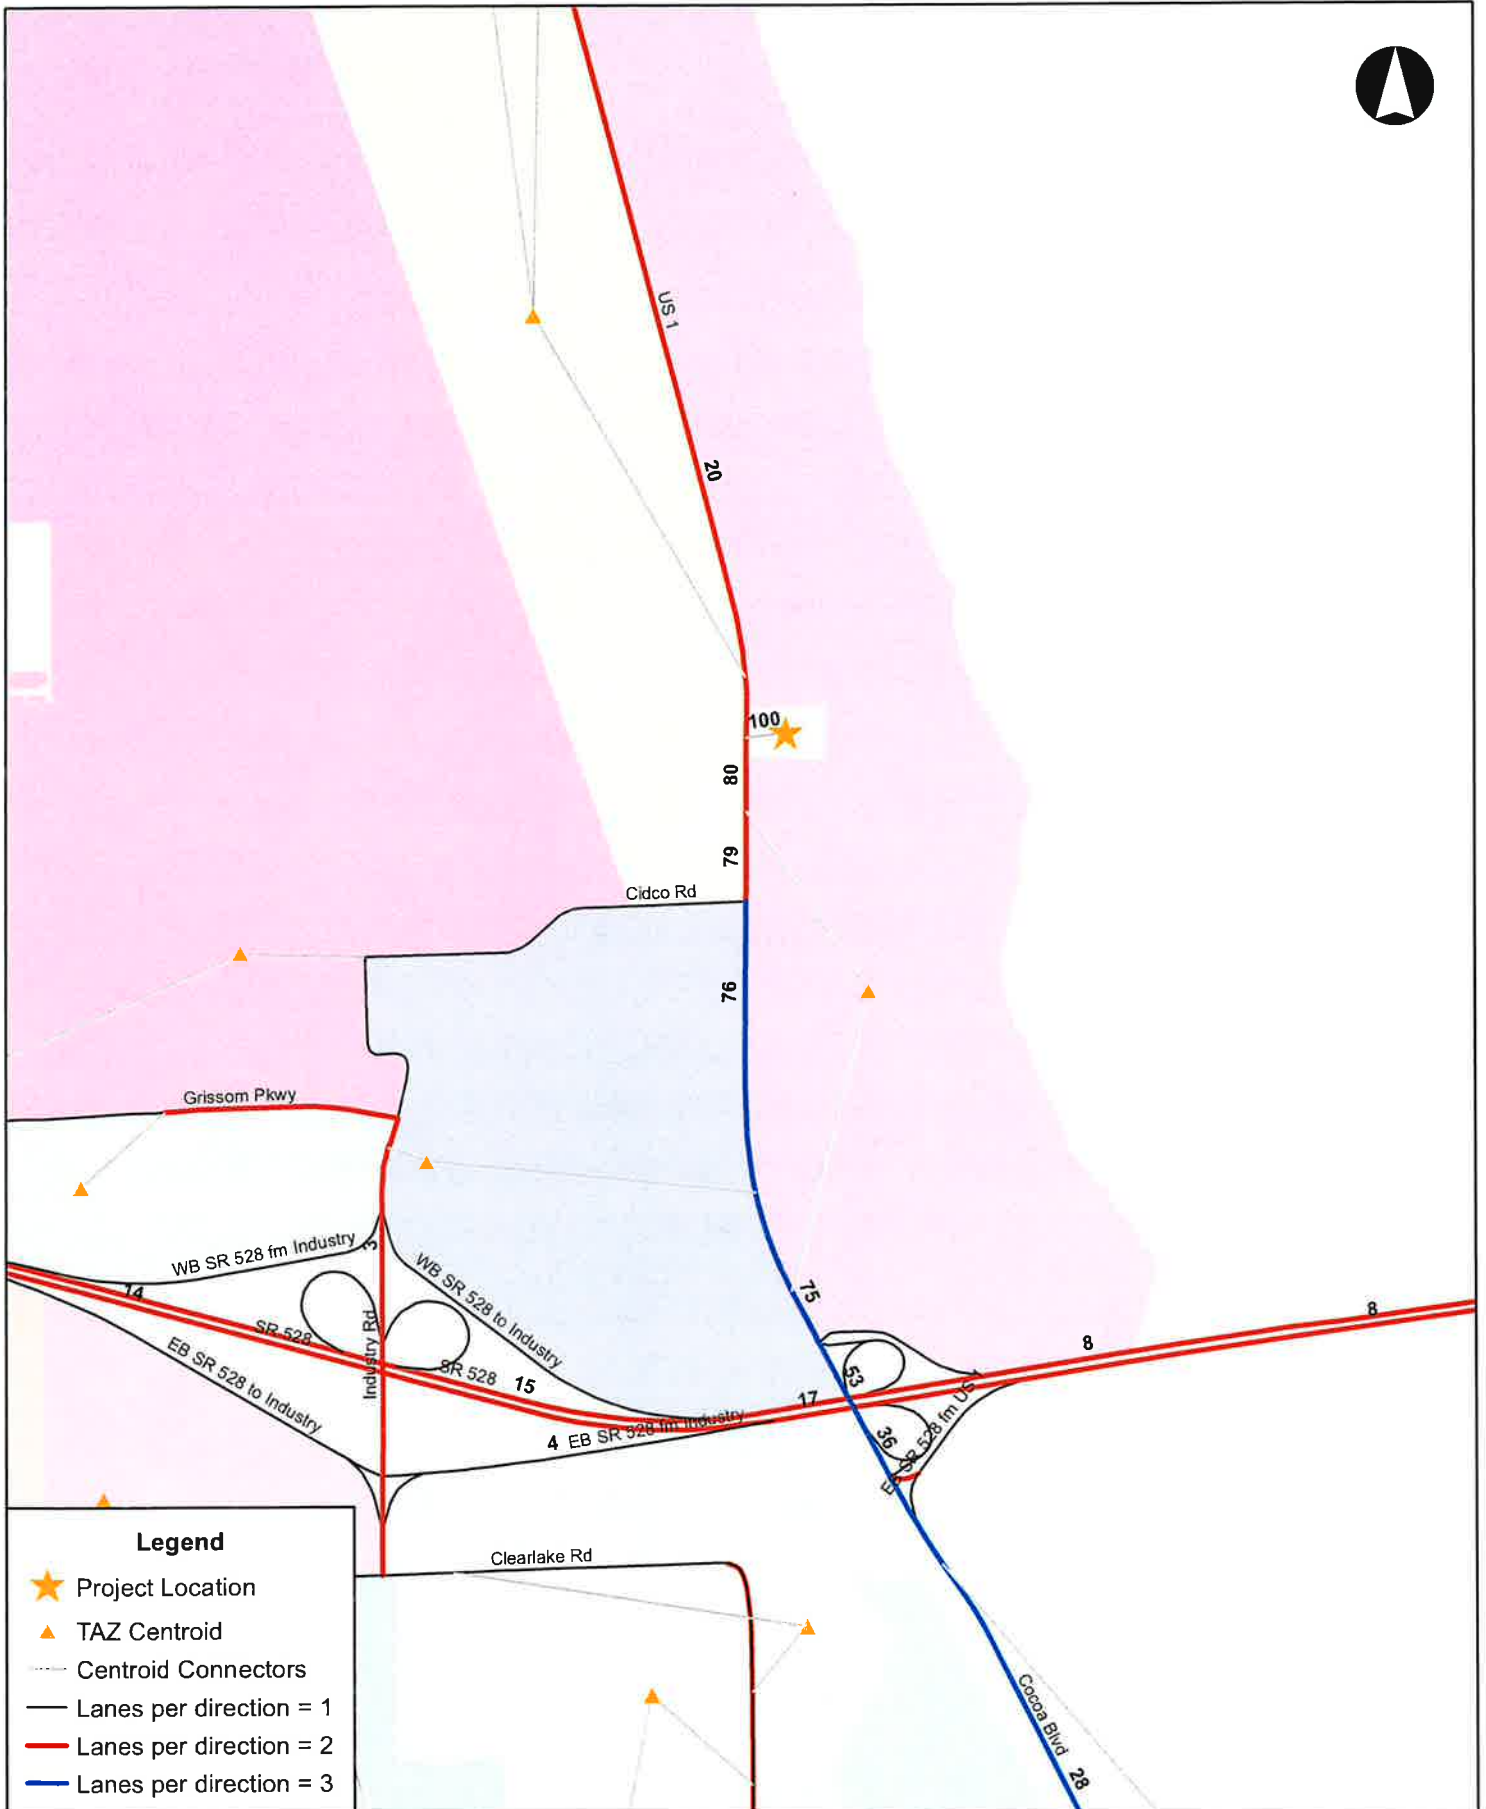 US 1
20
100
80
79
Cidco Rd
76
Grissom Pkwy
WB SR 528 fm Industry
3
WB SR 528 to Industry
75
14
8
8
SR 528
Industry Rd
EB SR 528 to Industry
SR 528
15
53
17
4
EB SR 528 fm Industry
36
EB SR 528 fm US 1
Clearlake Rd
Cocoa Blvd
28
Legend
Project Location
TAZ Centroid
Centroid Connectors
Lanes per direction = 1
Lanes per direction = 2
Lanes per direction = 3